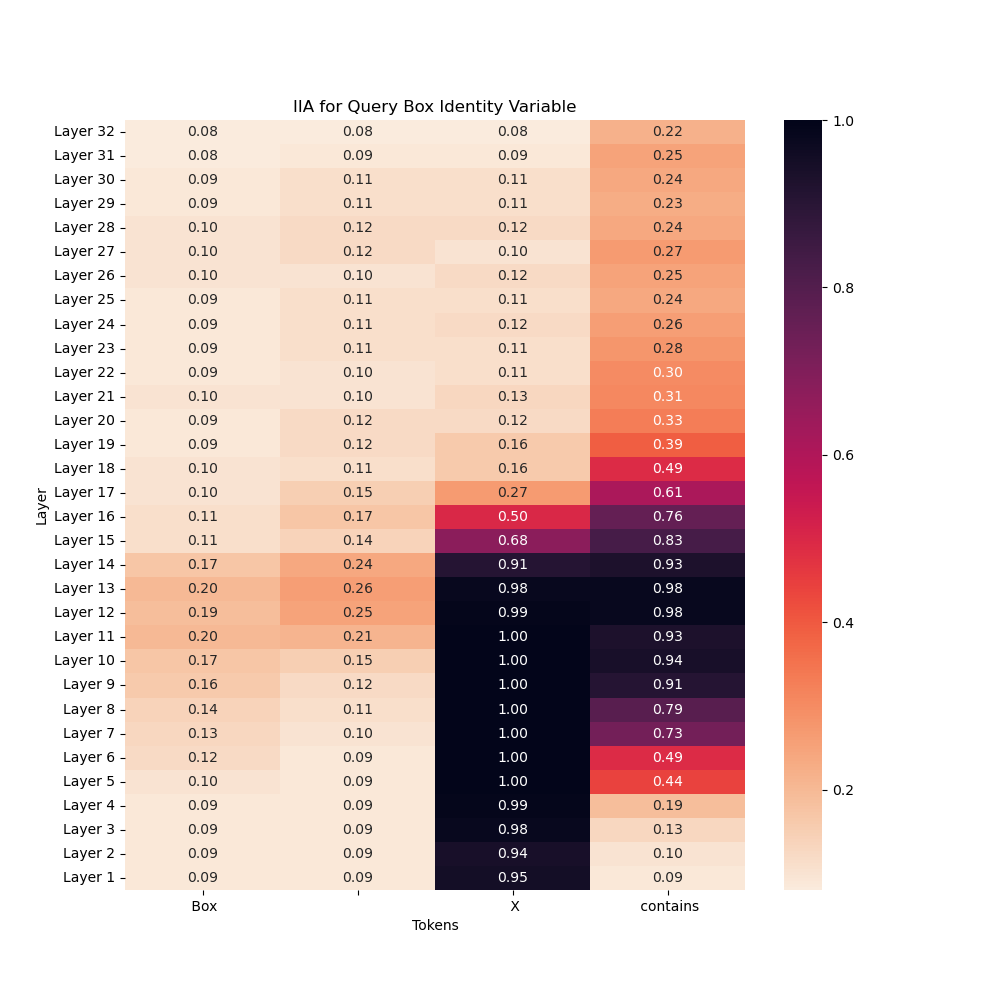 IIA for Query Box Identity Variable
Layer 32 0.08 0.08 0.08 0.22
Layer 31 0.08 0.09 0.09 0.25
Layer 30 0.09 0.11 0.11 0.24
Layer 29 0.09 0.11 0.11 0.23
Layer 28 0.10 0.12 0.12 0.24
Layer 27 0.10 0.12 0.10 0.27
Layer 26 0.10 0.10 0.12 0.25
Layer 25 0.09 0.11 0.11 0.24
Layer 24 0.09 0.11 0.12 0.26
Layer 23 0.09 0.11 0.11 0.28
Layer 22 0.09 0.10 0.11 0.30
Layer 21 0.10 0.10 0.13 0.31
Layer 20 0.09 0.12 0.12 0.33
Layer 19 0.09 0.12 0.16 0.39
Layer 18 0.10 0.11 0.16 0.49
Layer 17 0.10 0.15 0.27 0.61
Layer 16 0.11 0.17 0.50 0.76
Layer 15 0.11 0.14 0.68 0.83
Layer 14 0.17 0.24 0.91 0.93
Layer 13 0.20 0.26 0.98 0.98
Layer 12 0.19 0.25 0.99 0.98
Layer 11 0.20 0.21 1.00 0.93
Layer 10 0.17 0.15 1.00 0.94
Layer 9 0.16 0.12 1.00 0.91
Layer 8 0.14 0.11 1.00 0.79
Layer 7 0.13 0.10 1.00 0.73
Layer 6 0.12 0.09 1.00 0.49
Layer 5 0.10 0.09 1.00 0.44
Layer 4 0.09 0.09 0.99 0.19
Layer 3 0.09 0.09 0.98 0.13
Layer 2 0.09 0.09 0.94 0.10
Layer 1 0.09 0.09 0.95 0.09
Box X contains
Tokens
Layer
1.0
0.8
0.6
0.4
0.2